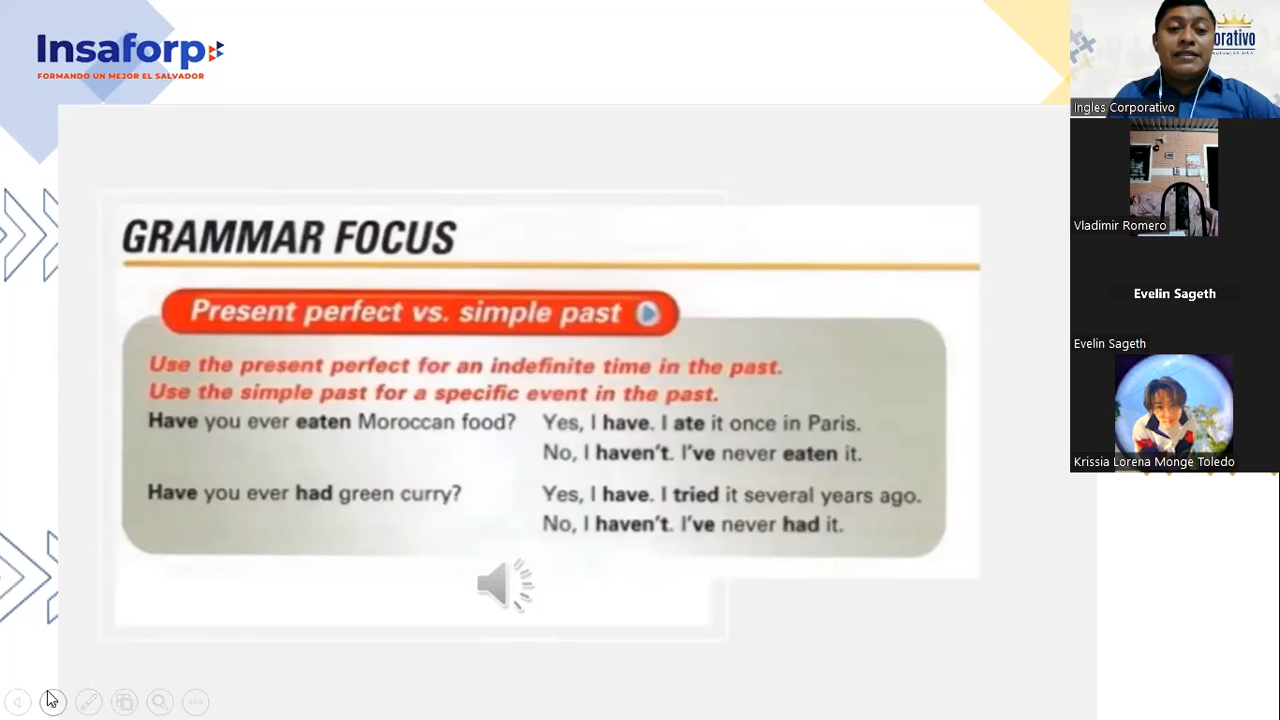 Insaforp
FORMANDO UN MEJOR EL SALVADOR
GRAMMAR FOCUS
Present perfect vs. simple past
Use the present perfect for an indefinite time in the past.
Use the simple past for a specific event in the past.
Have you ever eaten Moroccan food? Yes, I have. I ate it once in Paris.
No, I haven't. I've never eaten it.
Have you ever had green curry? Yes, I have. I tried it several years ago.
No, I haven't. I've never had it.
orativo
Ingles Corporativo
Vladimir Romero
Evelin Sageth
Evelin Sageth
Krissia Lorena Monge Toledo